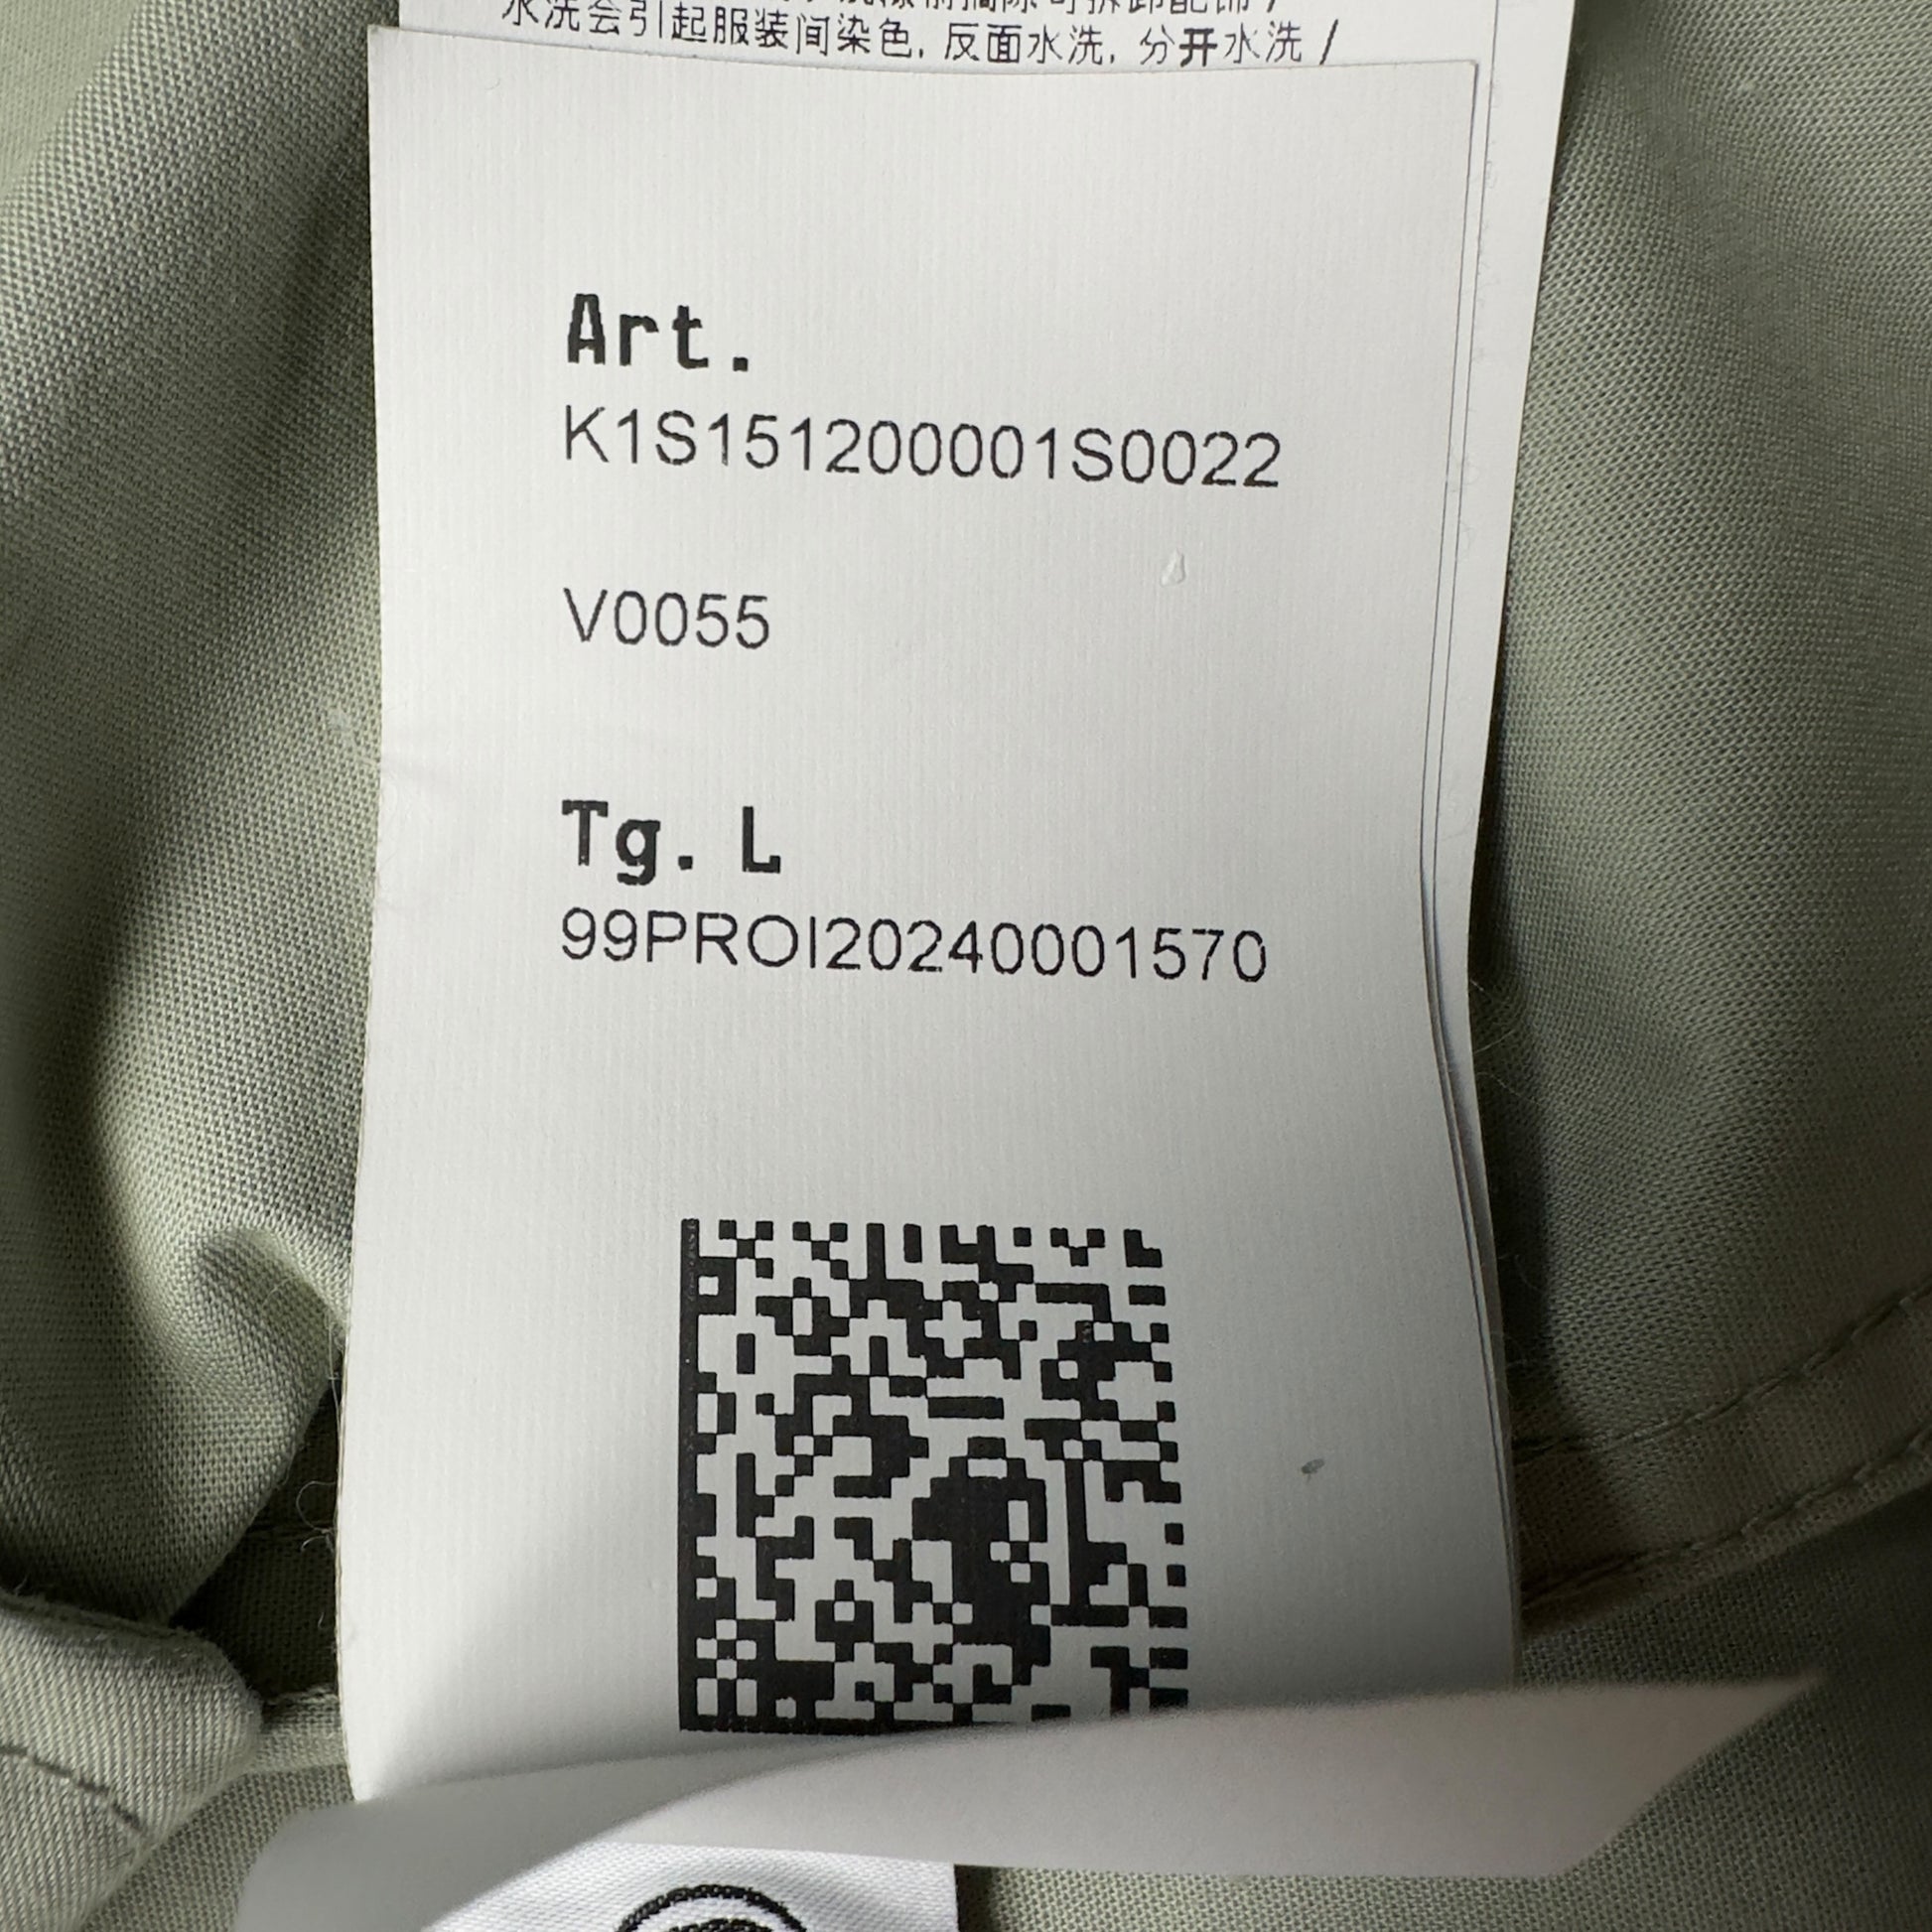 水洗会引起服装间染色, 反面水洗, 分开水洗 /
Art.
K1S151200001S0022
V0055
Tg. L
99PROI20240001570